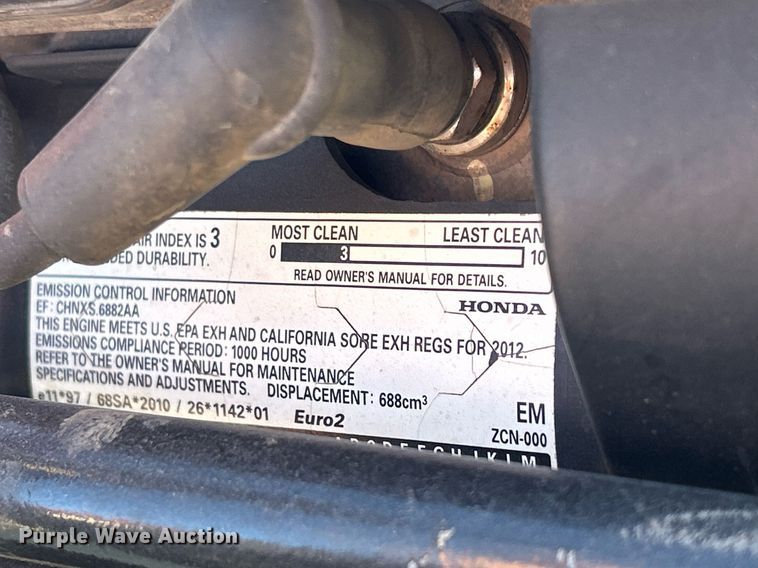 AIR INDEX IS 3
MOST CLEAN LEAST CLEAN
DURABILITY.
0 3 10
READ OWNER'S MANUAL FOR DETAILS.
EMISSION CONTROL INFORMATION HONDA
EF: CHNXS.6882AA
THIS ENGINE MEETS U.S. EPA EXH AND CALIFORNIA SORE EXH REGS FOR 2012.
EMISSIONS COMPLIANCE PERIOD: 1000 HOURS
REFER TO THE OWNER'S MANUAL FOR MAINTENANCE
SPECIFICATIONS AND ADJUSTMENTS. DISPLACEMENT: 688cm³
e11*97 / 68SA*2010 / 26*1142*01 Euro2 EM
ZCN-000
Purple Wave Auction